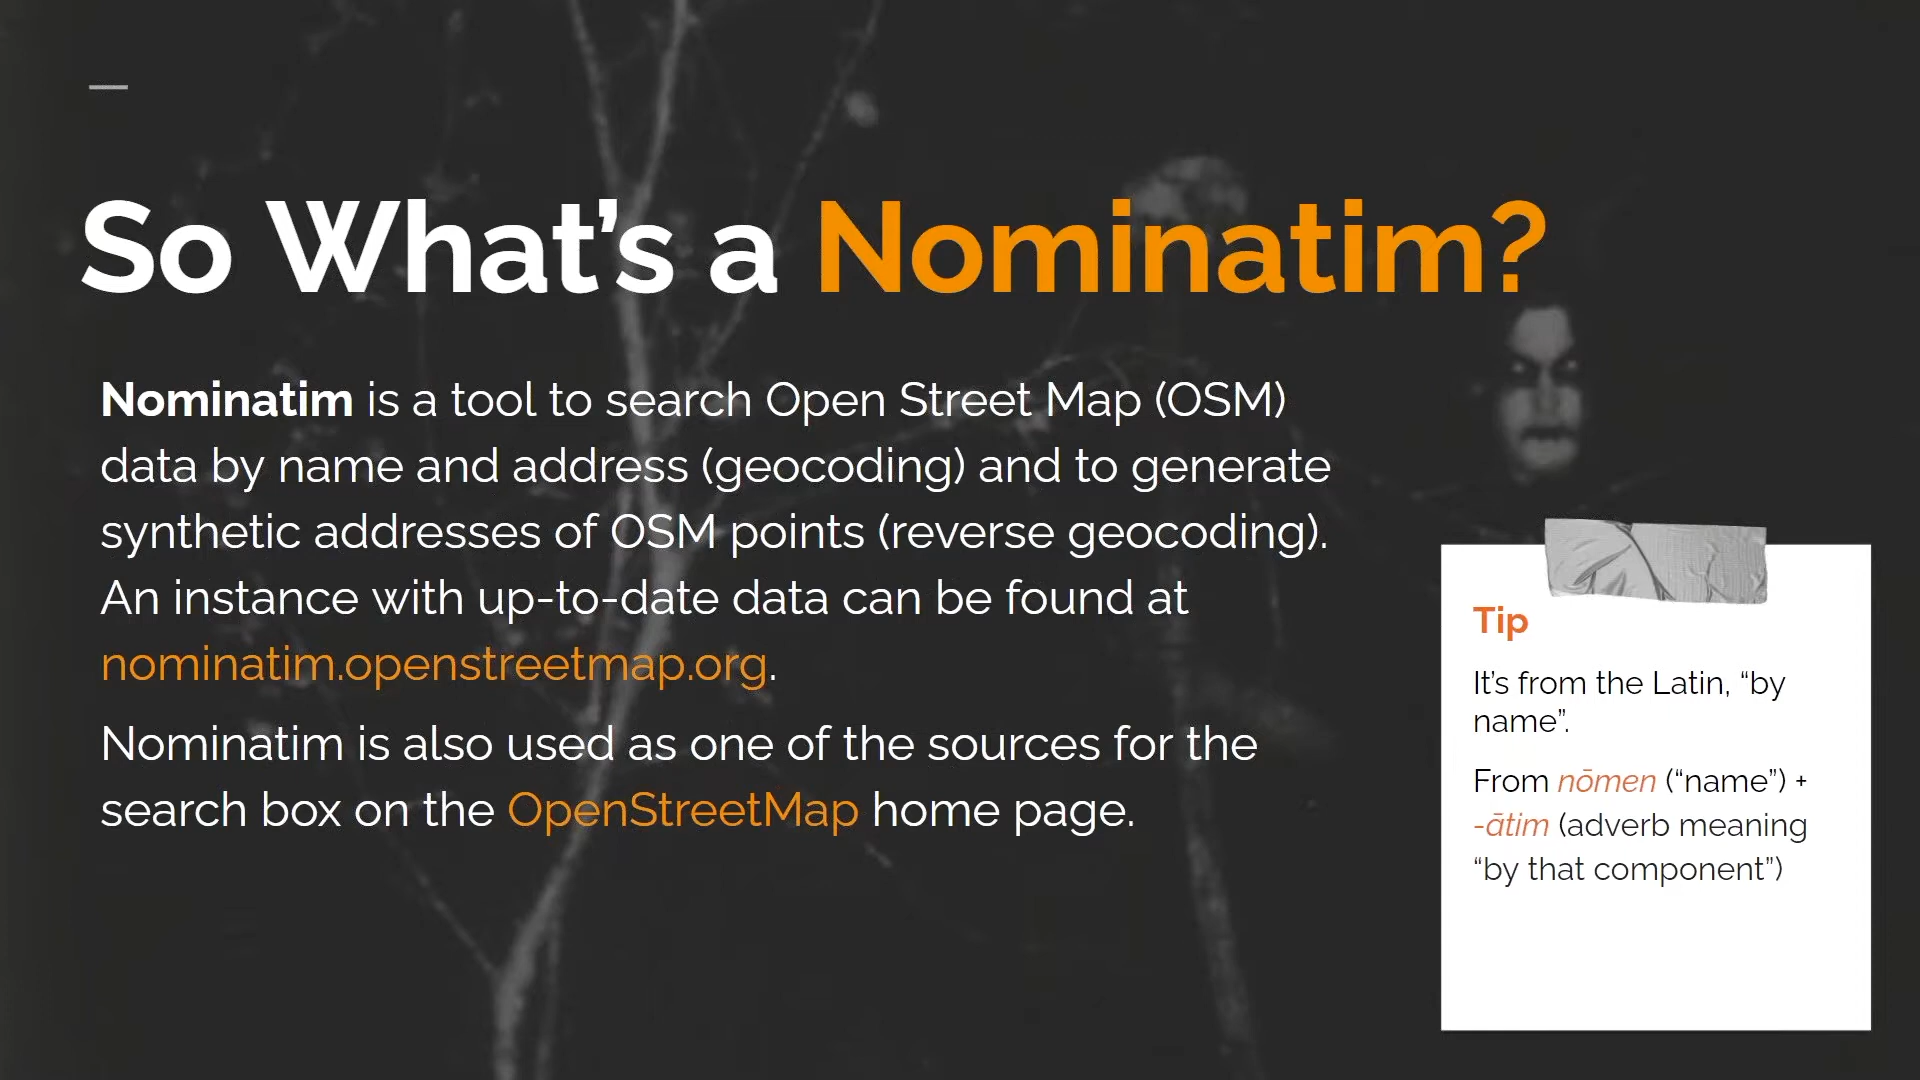 So What’s a Nominatim?
Nominatim is a tool to search Open Street Map (OSM)
data by name and address (geocoding) and to generate
synthetic addresses of OSM points (reverse geocoding).
An instance with up-to-date data can be found at
nominatim.openstreetmap.org.
Nominatim is also used as one of the sources for the
search box on the OpenStreetMap home page.
Tip
It’s from the Latin, “by
name”.
From nōmen (“name”) +
-ātim (adverb meaning
“by that component”)